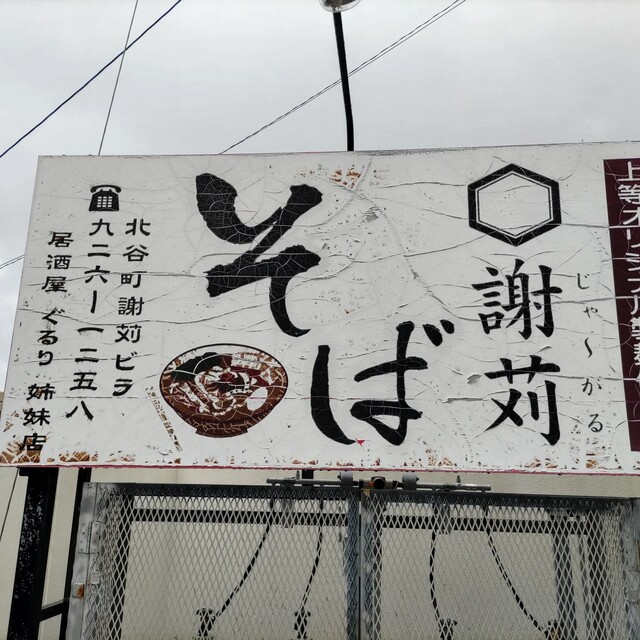 謝苅
じゃ〜がる
そば
北谷町謝苅ビラ
☎九二六ー一二五八
居酒屋 ぐるり 姉妹店